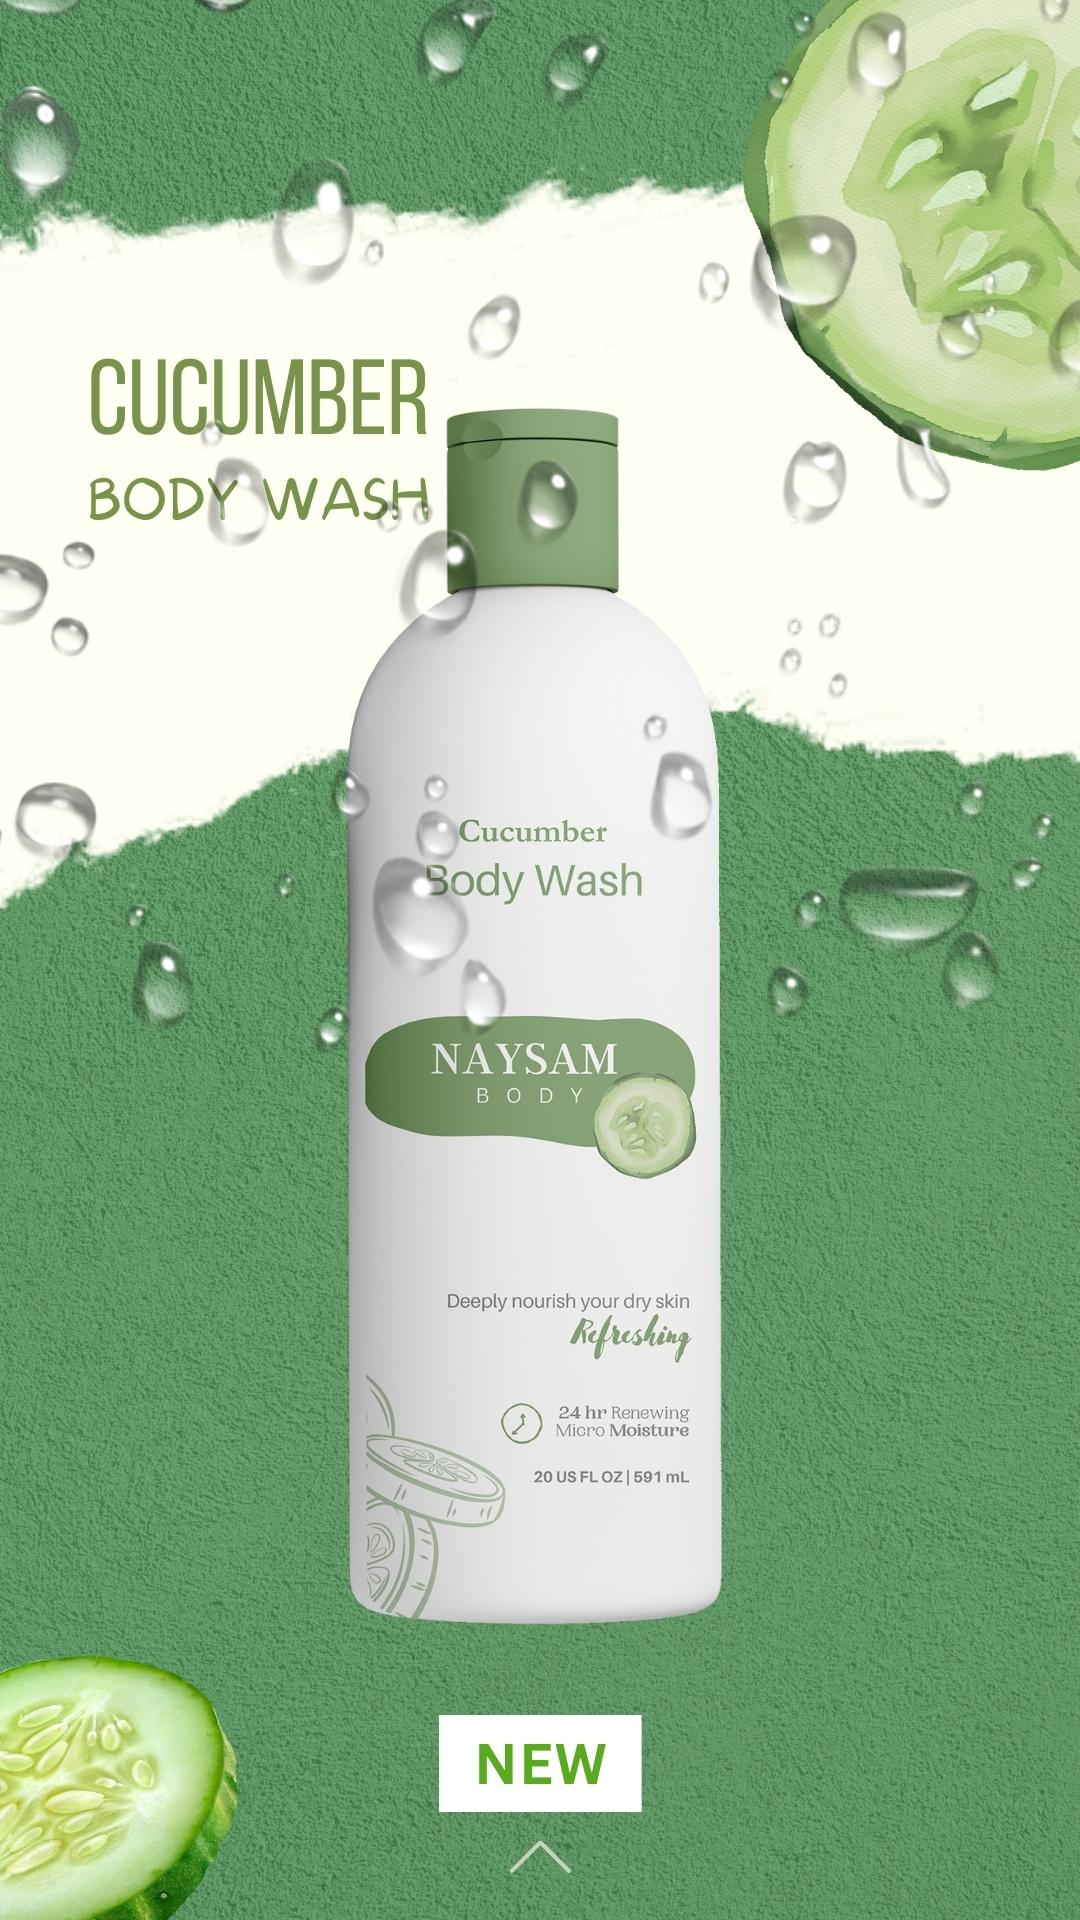 CUCUMBER
BODY WASH
Cucumber
Body Wash
NAYSAM
BODY
Deeply nourish your dry skin
Refreshing
24 hr Renewing
Micro Moisture
20 US FL OZ | 591 mL
NEW